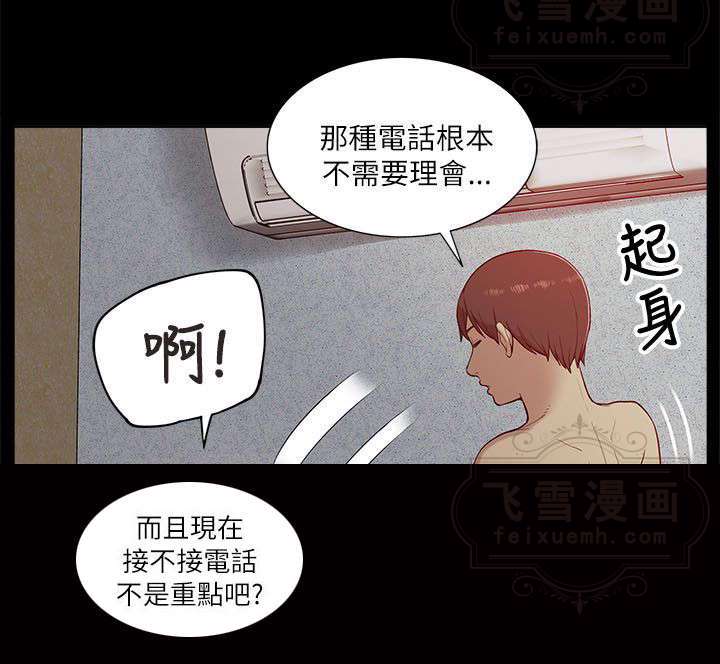 飞雪漫画
feixuemh.com
那種電話根本
不需要理會...
起身
啊!
飞雪漫画
feixuemh.com
而且現在
接不接電話
不是重點吧?